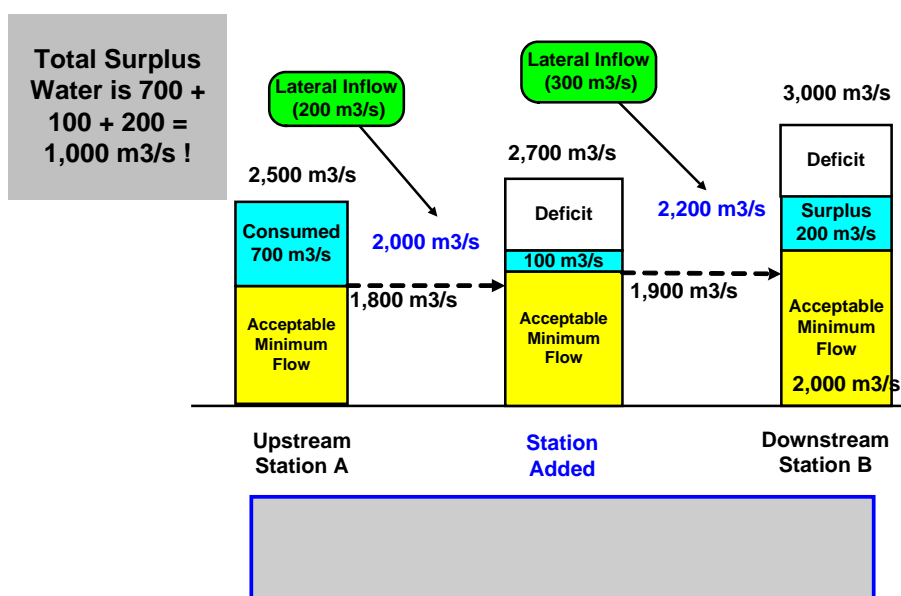 Total Surplus
Water is 700 +
100 + 200 =
1,000 m3/s !
Lateral Inflow
(200 m3/s)
Lateral Inflow
(300 m3/s)
3,000 m3/s
2,500 m3/s
2,700 m3/s
Deficit
Consumed
700 m3/s
2,000 m3/s
Deficit
2,200 m3/s
Surplus
200 m3/s
100 m3/s
1,800 m3/s
1,900 m3/s
Acceptable
Minimum
Flow
Acceptable
Minimum
Flow
Acceptable
Minimum
Flow
2,000 m3/s
Upstream
Station A
Station
Added
Downstream
Station B